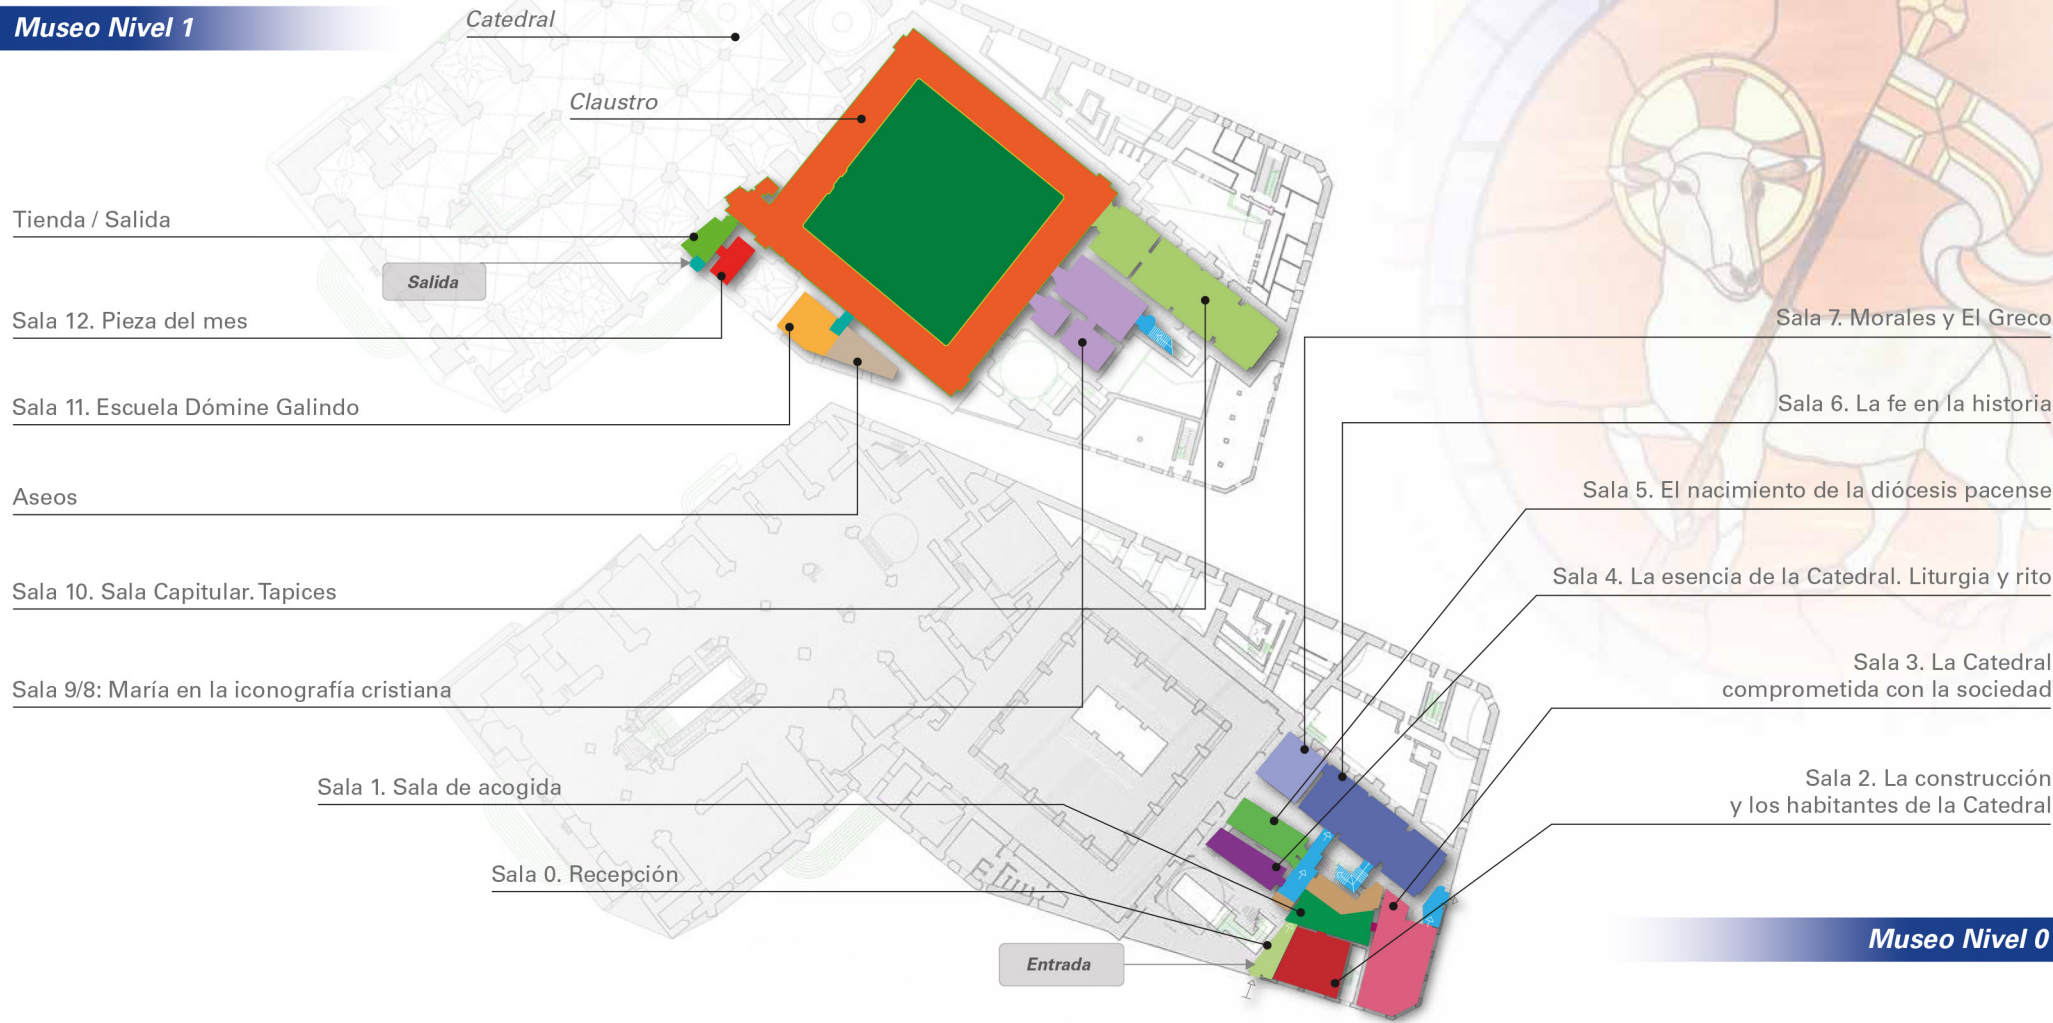 Museo Nivel 1
Catedral
Claustro
Tienda / Salida
Salida
Sala 12. Pieza del mes
Sala 11. Escuela Dómine Galindo
Aseos
Sala 10. Sala Capitular. Tapices
Sala 9/8: María en la iconografía cristiana
Sala 1. Sala de acogida
Sala 0. Recepción
Entrada
Sala 7. Morales y El Greco
Sala 6. La fe en la historia
Sala 5. El nacimiento de la diócesis pacense
Sala 4. La esencia de la Catedral. Liturgia y rito
Sala 3. La Catedral
comprometida con la sociedad
Sala 2. La construcción
y los habitantes de la Catedral
Museo Nivel 0